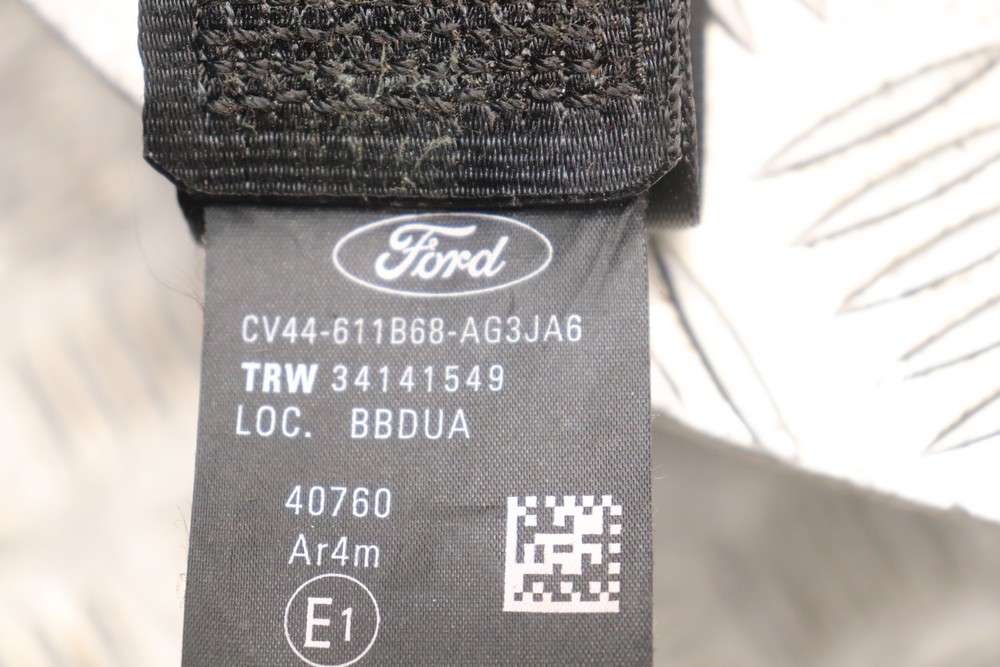 Ford
CV44-611B68-AG3JA6
TRW 34141549
LOC. BBDUA
40760
Ar4m
E1